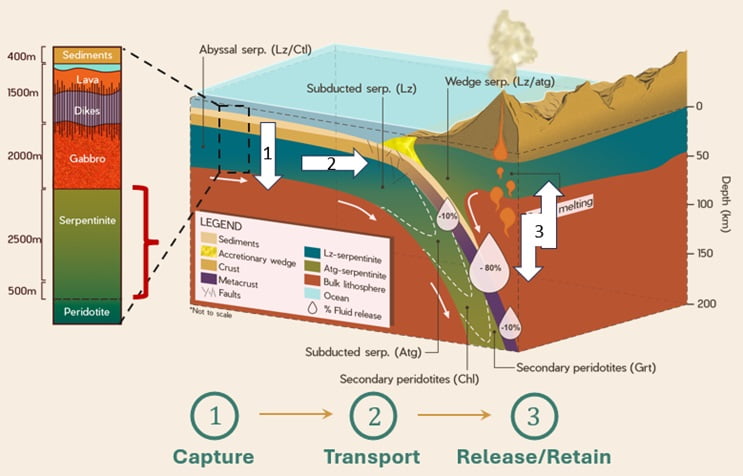 400m
1500m
2000m
2500m
500m
Sediments
Lava
Dikes
Gabbro
Serpentinite
Peridotite
Abyssal serp. (Lz/Ctl)
Subducted serp. (Lz)
Wedge serp. (Lz/atg)
1
2
3
melting
-10%
- 80%
-10%
0
50
100
150
200
Depth (km)
LEGEND
Sediments
Accretionary wedge
Crust
Metacrust
Faults
Lz-serpentinite
Atg-serpentinite
Bulk lithosphere
Ocean
% Fluid release
*Not to scale
Subducted serp. (Atg)
Secondary peridotites (Chl)
Secondary peridotites (Grt)
1
2
3
Capture
Transport
Release/Retain